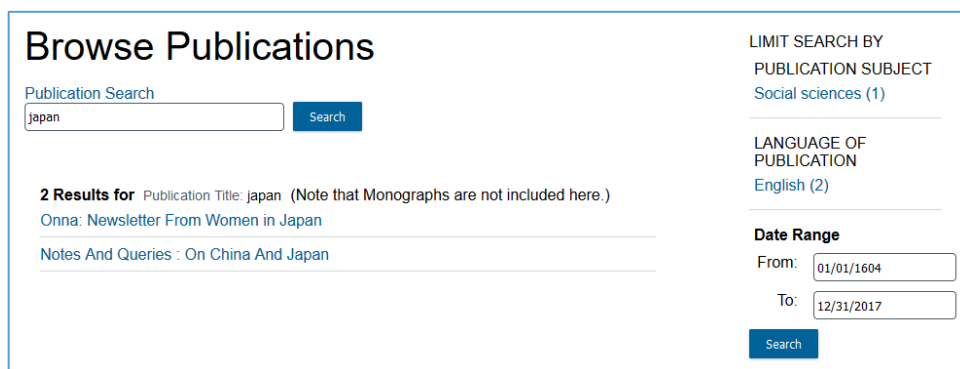 Browse Publications
Publication Search
japan
Search
2 Results for Publication Title: japan (Note that Monographs are not included here.)
Onna: Newsletter From Women in Japan
Notes And Queries : On China And Japan
LIMIT SEARCH BY
PUBLICATION SUBJECT
Social sciences (1)
LANGUAGE OF
PUBLICATION
English (2)
Date Range
From: 01/01/1604
To: 12/31/2017
Search